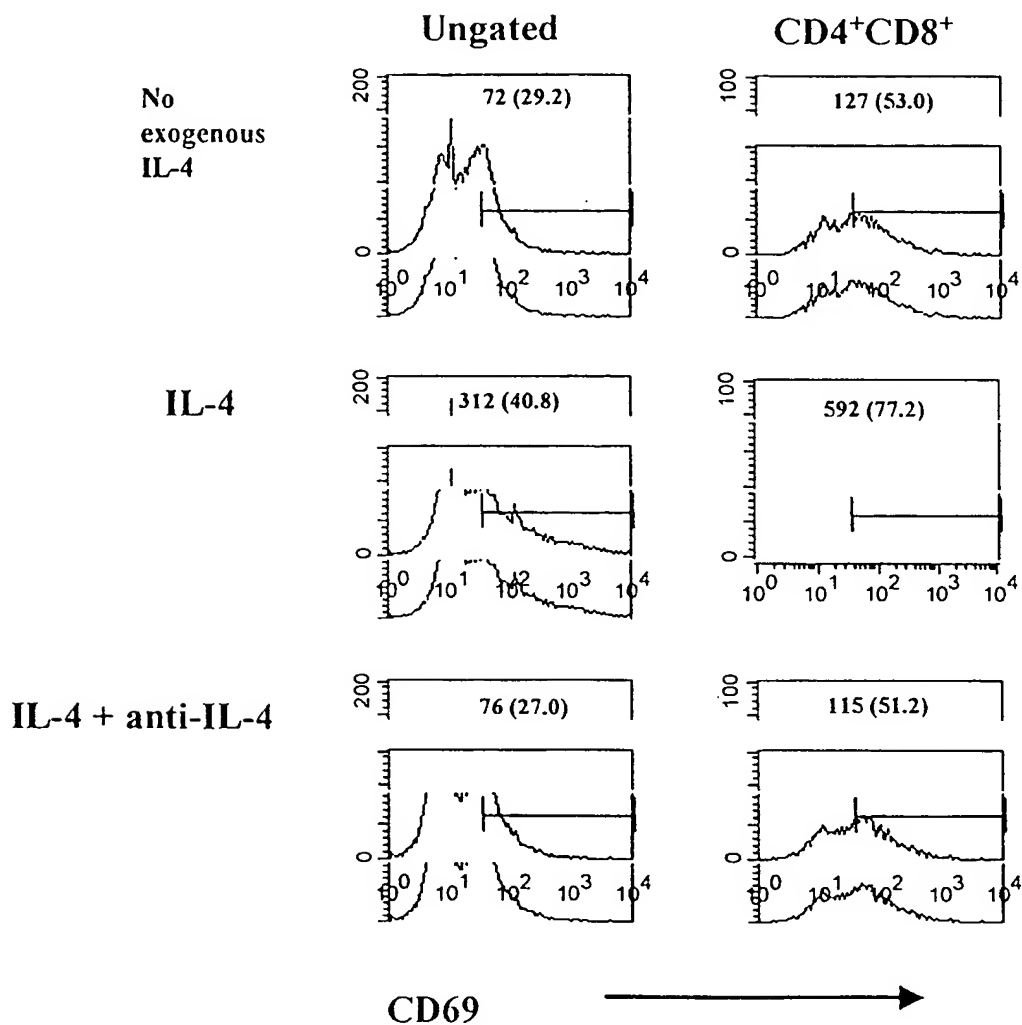 Ungated
CD4⁺CD8⁺
No
exogenous
IL-4
200
72 (29.2)
0
10⁰ 10¹ 10² 10³ 10⁴
100
127 (53.0)
0
10⁰ 10¹ 10² 10³ 10⁴
IL-4
200
312 (40.8)
0
10⁰ 10¹ 10² 10³ 10⁴
100
592 (77.2)
0
10⁰ 10¹ 10² 10³ 10⁴
IL-4 + anti-IL-4
200
76 (27.0)
0
10⁰ 10¹ 10² 10³ 10⁴
100
115 (51.2)
0
10⁰ 10¹ 10² 10³ 10⁴
CD69